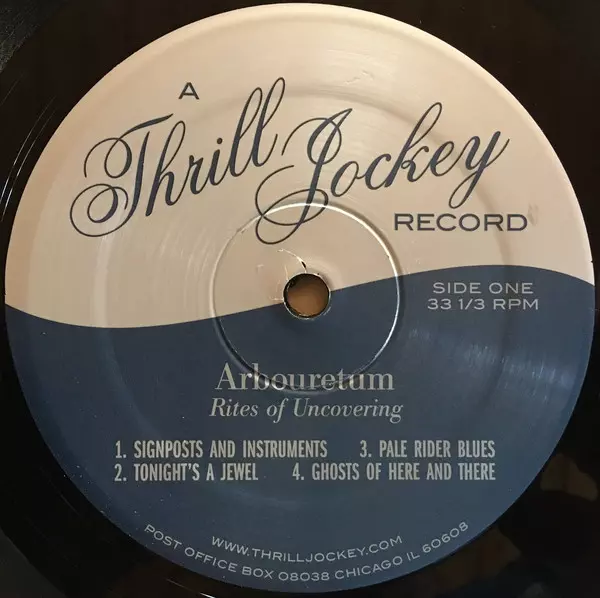 A
Thrill Jockey
RECORD
SIDE ONE
33 1/3 RPM
Arbouretum
Rites of Uncovering
1. SIGNPOSTS AND INSTRUMENTS 3. PALE RIDER BLUES
2. TONIGHT'S A JEWEL 4. GHOSTS OF HERE AND THERE
WWW.THRILLJOCKEY.COM
POST OFFICE BOX 08038 CHICAGO IL 60608